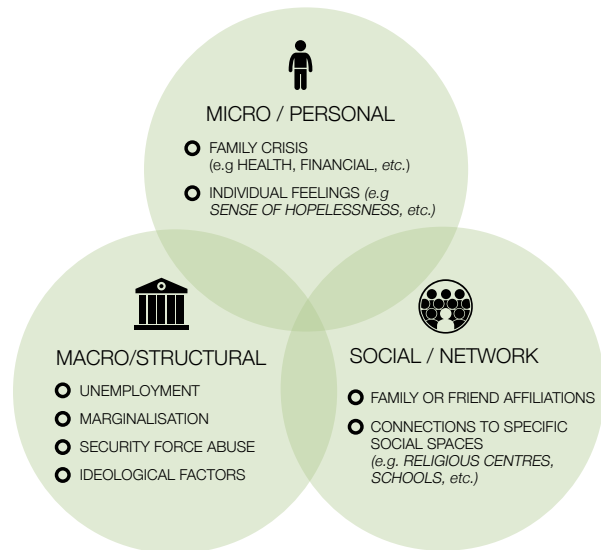 MICRO / PERSONAL
FAMILY CRISIS
(e.g HEALTH, FINANCIAL, etc.)
INDIVIDUAL FEELINGS (e.g
SENSE OF HOPELESSNESS, etc.)
MACRO/STRUCTURAL
UNEMPLOYMENT
MARGINALISATION
SECURITY FORCE ABUSE
IDEOLOGICAL FACTORS
SOCIAL / NETWORK
FAMILY OR FRIEND AFFILIATIONS
CONNECTIONS TO SPECIFIC
SOCIAL SPACES
(e.g. RELIGIOUS CENTRES,
SCHOOLS, etc.)